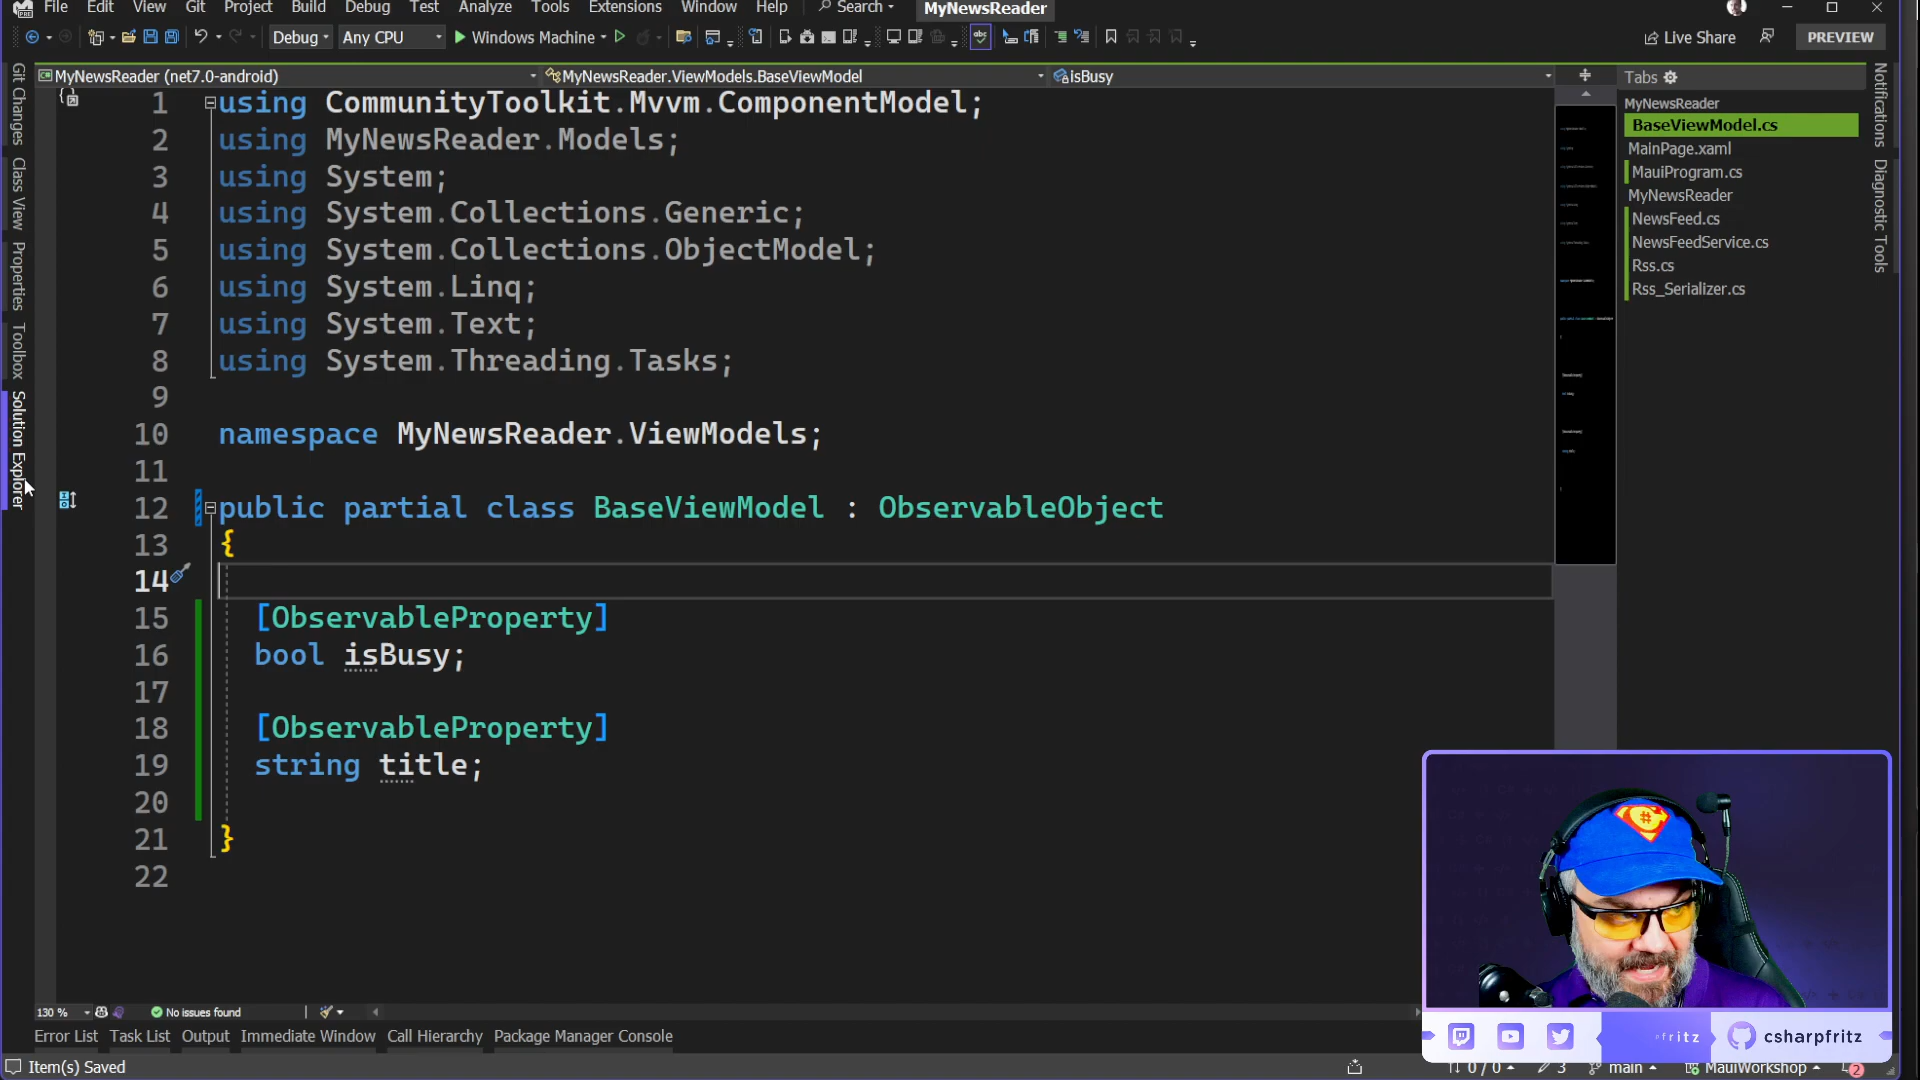 File Edit View Git Project Build Debug Test Analyze Tools Extensions Window Help Search MyNewsReader
Debug Any CPU Windows Machine Live Share PREVIEW
MyNewsReader (net7.0-android) MyNewsReader.ViewModels.BaseViewModel isBusy
1 using CommunityToolkit.Mvvm.ComponentModel;
2 using MyNewsReader.Models;
3 using System;
4 using System.Collections.Generic;
5 using System.Collections.ObjectModel;
6 using System.Linq;
7 using System.Text;
8 using System.Threading.Tasks;
9
10 namespace MyNewsReader.ViewModels;
11
12 public partial class BaseViewModel : ObservableObject
13 {
14
15 [ObservableProperty]
16 bool isBusy;
17
18 [ObservableProperty]
19 string title;
20
21 }
22
Git Changes
Class View
Properties
Toolbox
Solution Explorer
Tabs
MyNewsReader
BaseViewModel.cs
MainPage.xaml
MauiProgram.cs
MyNewsReader
NewsFeed.cs
NewsFeedService.cs
Rss.cs
Rss_Serializer.cs
Notifications
Diagnostic Tools
130 % No issues found
Error List Task List Output Immediate Window Call Hierarchy Package Manager Console
fritz csharpfritz
Item(s) Saved 0 / 0 3 main MauiWorkshop 2